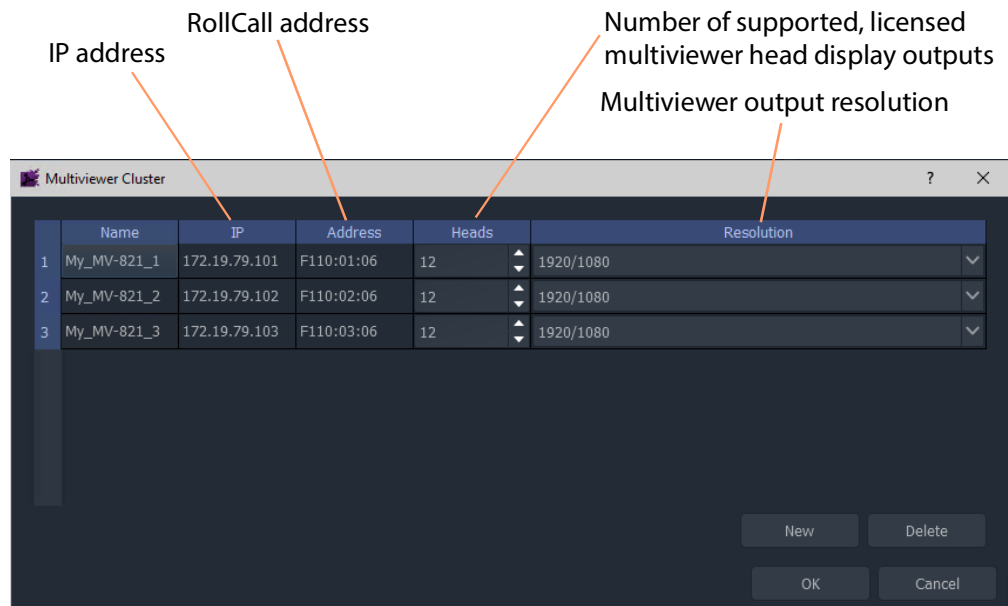 RollCall address
IP address
Number of supported, licensed
multiviewer head display outputs
Multiviewer output resolution
Multiviewer Cluster ? ×
Name IP Address Heads Resolution
1 My_MV-821_1 172.19.79.101 F110:01:06 12 1920/1080
2 My_MV-821_2 172.19.79.102 F110:02:06 12 1920/1080
3 My_MV-821_3 172.19.79.103 F110:03:06 12 1920/1080
New Delete
OK Cancel